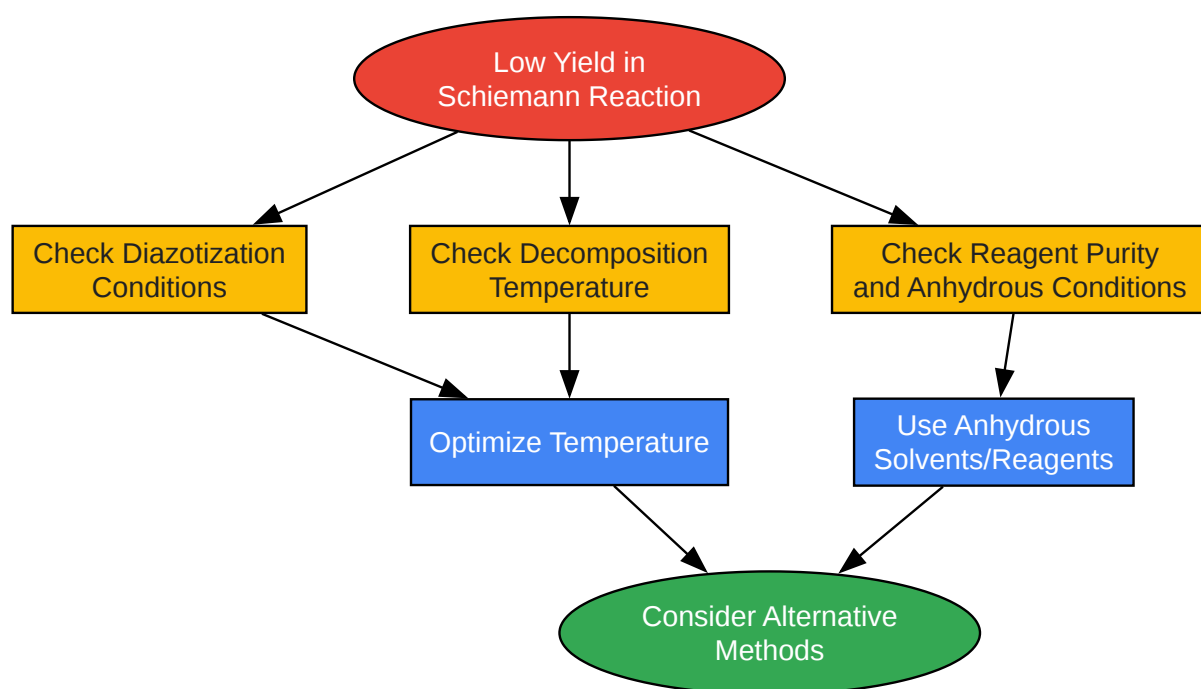 Low Yield in
Schiemann Reaction
Check Diazotization
Conditions
Check Decomposition
Temperature
Check Reagent Purity
and Anhydrous Conditions
Optimize Temperature
Use Anhydrous
Solvents/Reagents
Consider Alternative
Methods